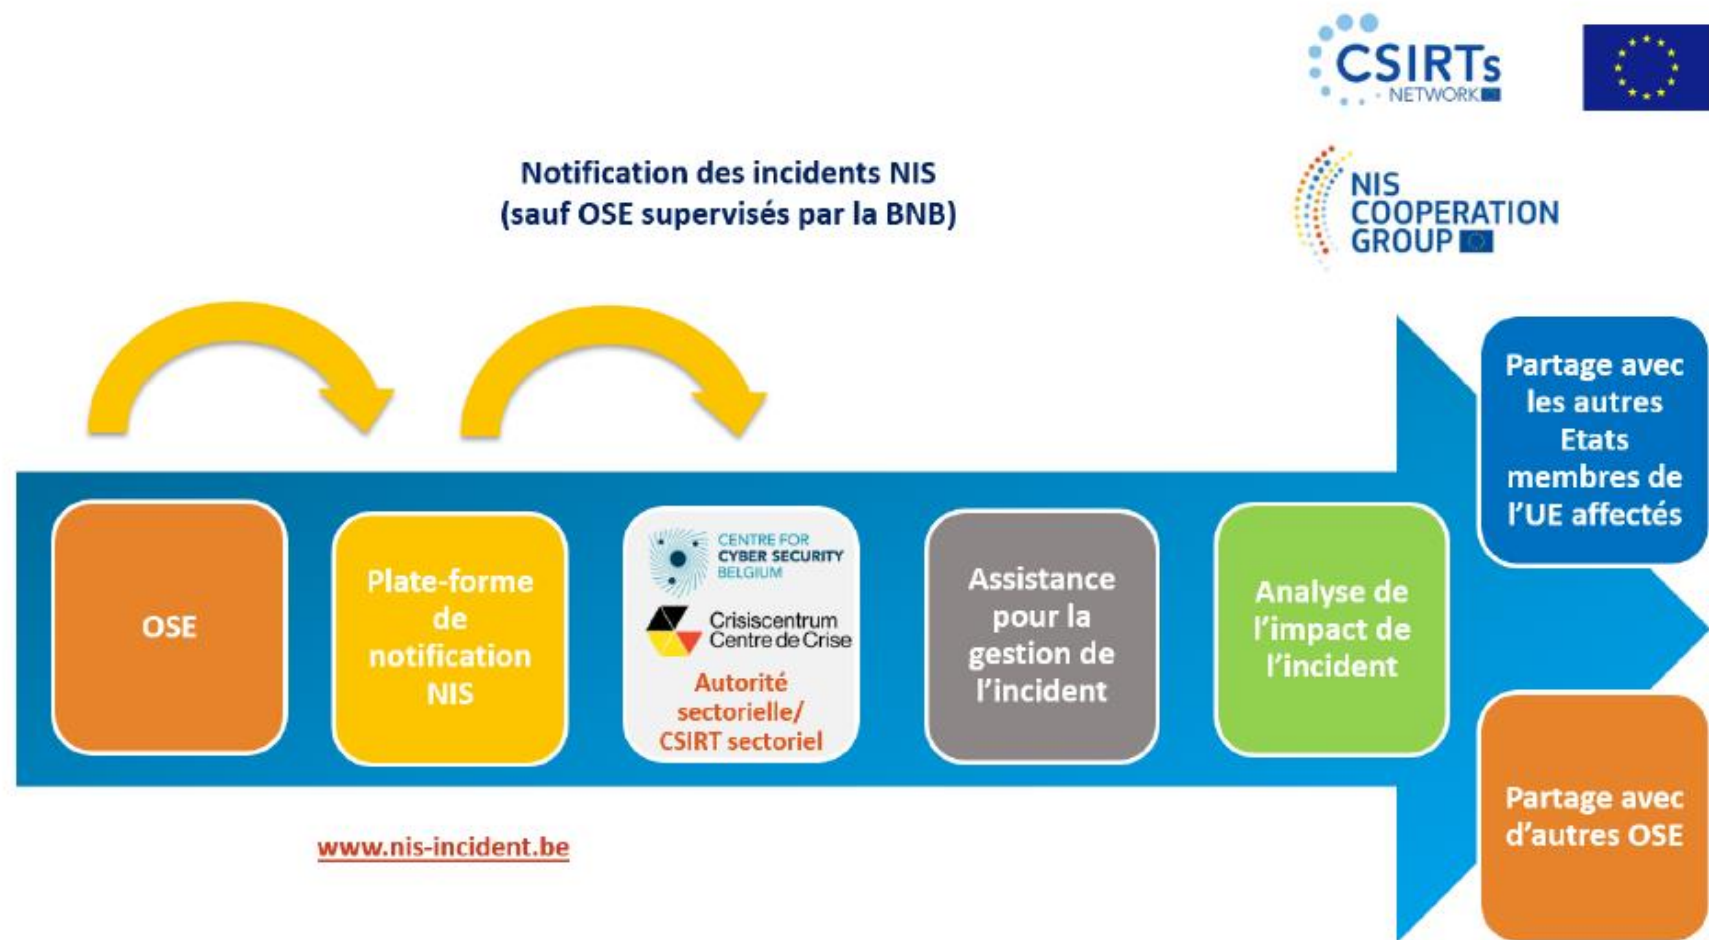 CSIRTs
NETWORK
Notification des incidents NIS
(sauf OSE supervisés par la BNB)
NIS
COOPERATION
GROUP
OSE
Plate-forme
de
notification
NIS
CENTRE FOR
CYBER SECURITY
BELGIUM
Crisiscentrum
Centre de Crise
Autorité
sectorielle/
CSIRT sectoriel
Assistance
pour la
gestion de
l'incident
Analyse de
l'impact de
l'incident
Partage avec
les autres
Etats
membres de
l'UE affectés
Partage avec
d'autres OSE
www.nis-incident.be